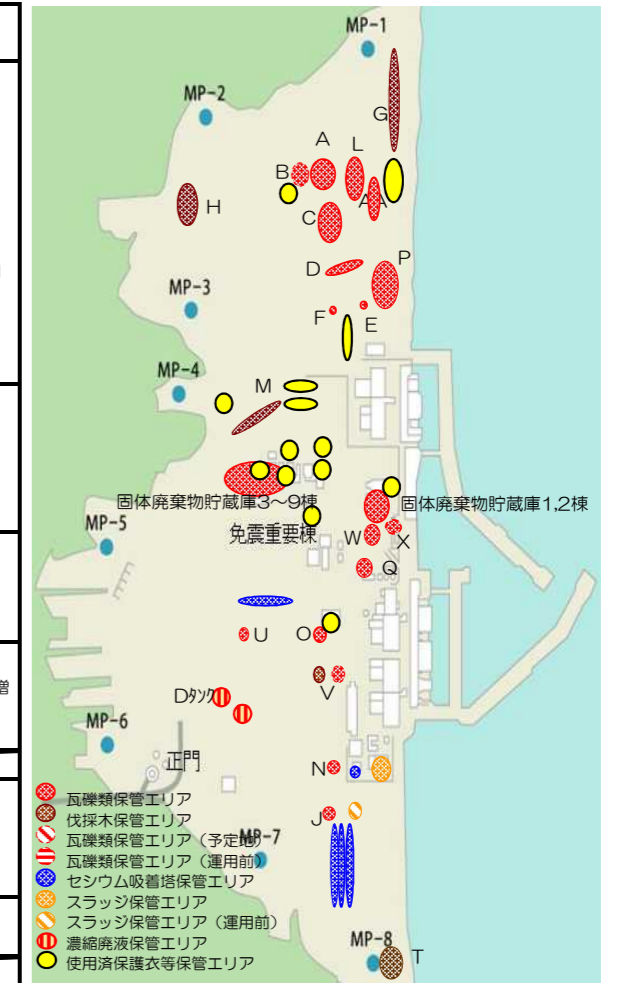 MP-1
MP-2
G
A
L
B
AA
H
C
D
P
MP-3
F
E
MP-4
M
固体廃棄物貯蔵庫3～9棟
固体廃棄物貯蔵庫1,2棟
MP-5
免震重要棟
W
X
Q
U
O
増
V
Dタンク
MP-6
正門
N
瓦礫類保管エリア
J
伐採木保管エリア
瓦礫類保管エリア（予定地）
MP-7
瓦礫類保管エリア（運用前）
セシウム吸着塔保管エリア
スラッジ保管エリア
スラッジ保管エリア（運用前）
濃縮廃液保管エリア
MP-8
使用済保護衣等保管エリア
T